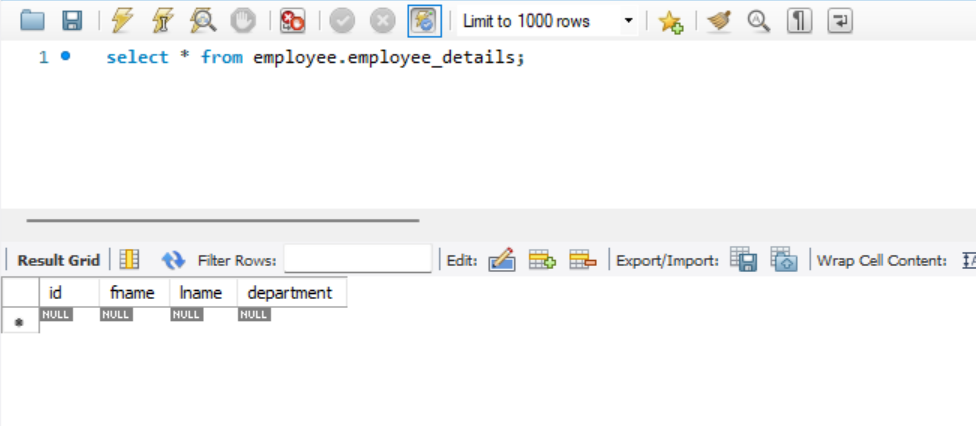 Limit to 1000 rows
1 select * from employee.employee_details;
Result Grid Filter Rows: Edit: Export/Import: Wrap Cell Content:
id fname lname department
* NULL NULL NULL NULL